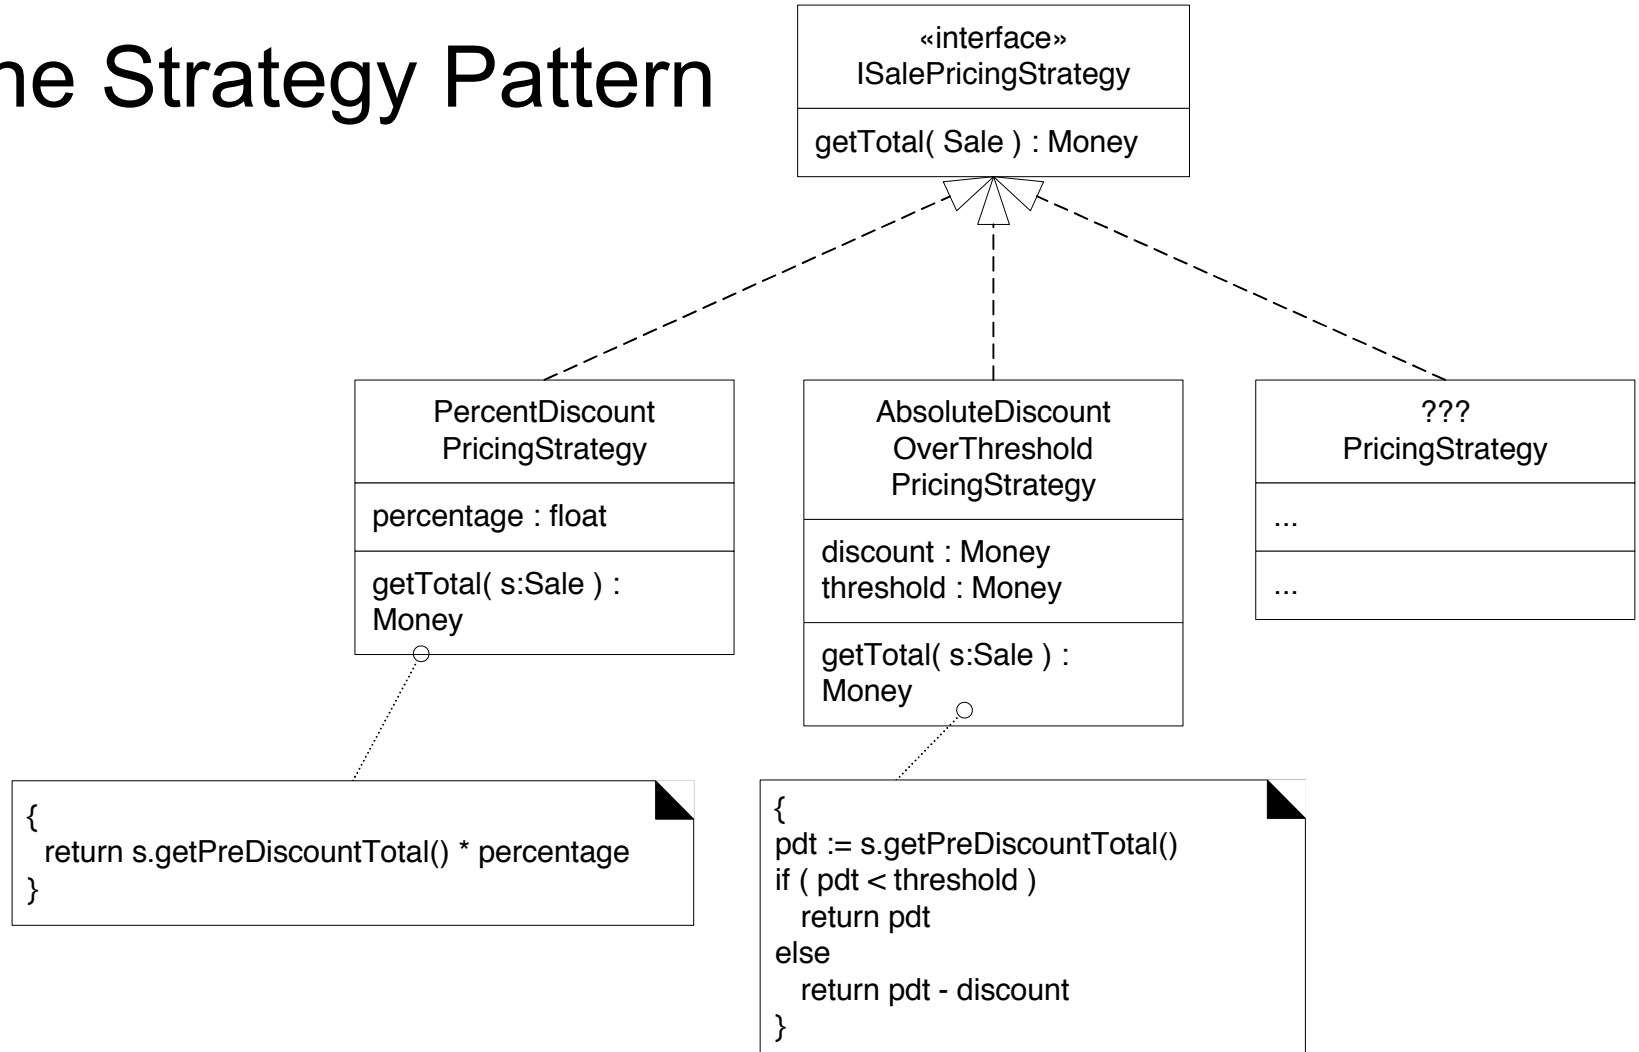 he Strategy Pattern
«interface»
ISalePricingStrategy
getTotal( Sale ) : Money
PercentDiscount
PricingStrategy
percentage : float
getTotal( s:Sale ) :
Money
AbsoluteDiscount
OverThreshold
PricingStrategy
discount : Money
threshold : Money
getTotal( s:Sale ) :
Money
???
PricingStrategy
...
...
{
return s.getPreDiscountTotal() * percentage
}
{
pdt := s.getPreDiscountTotal()
if ( pdt < threshold )
return pdt
else
return pdt - discount
}